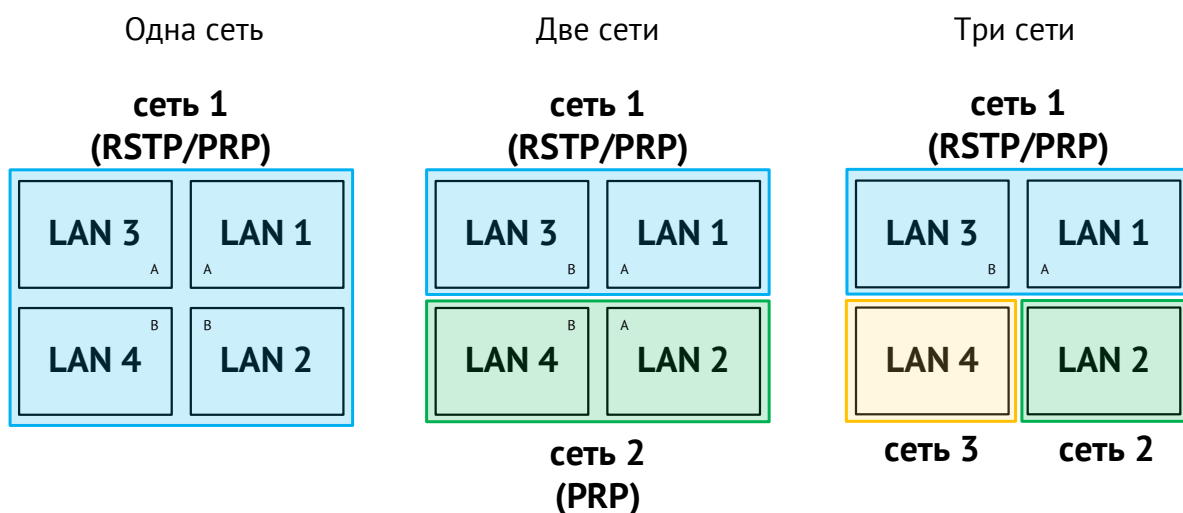 Одна сеть
сеть 1
(RSTP/PRP)
LAN 3
A
LAN 1
A
LAN 4
B
LAN 2
B
Две сети
сеть 1
(RSTP/PRP)
LAN 3
B
LAN 1
A
LAN 4
B
LAN 2
A
сеть 2
(PRP)
Три сети
сеть 1
(RSTP/PRP)
LAN 3
B
LAN 1
A
LAN 4
LAN 2
сеть 3
сеть 2